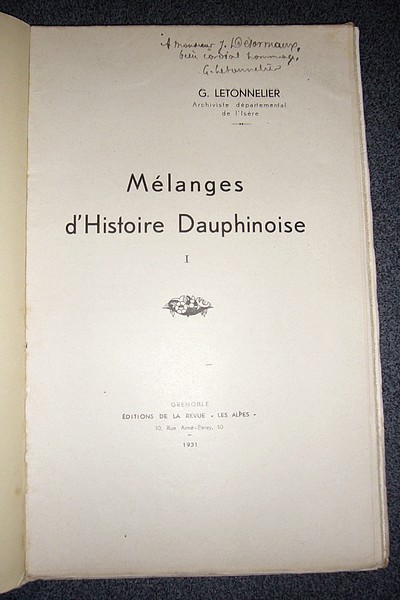 A Monsieur J. Delormaux,
bien cordial hommage,
G. Letonnelier
G. LETONNELIER
Archiviste départemental
de l'Isère
Mélanges
d'Histoire Dauphinoise
I
GRENOBLE
ÉDITIONS DE LA REVUE « LES ALPES »
10, Rue Aimé-Perey, 10
1931